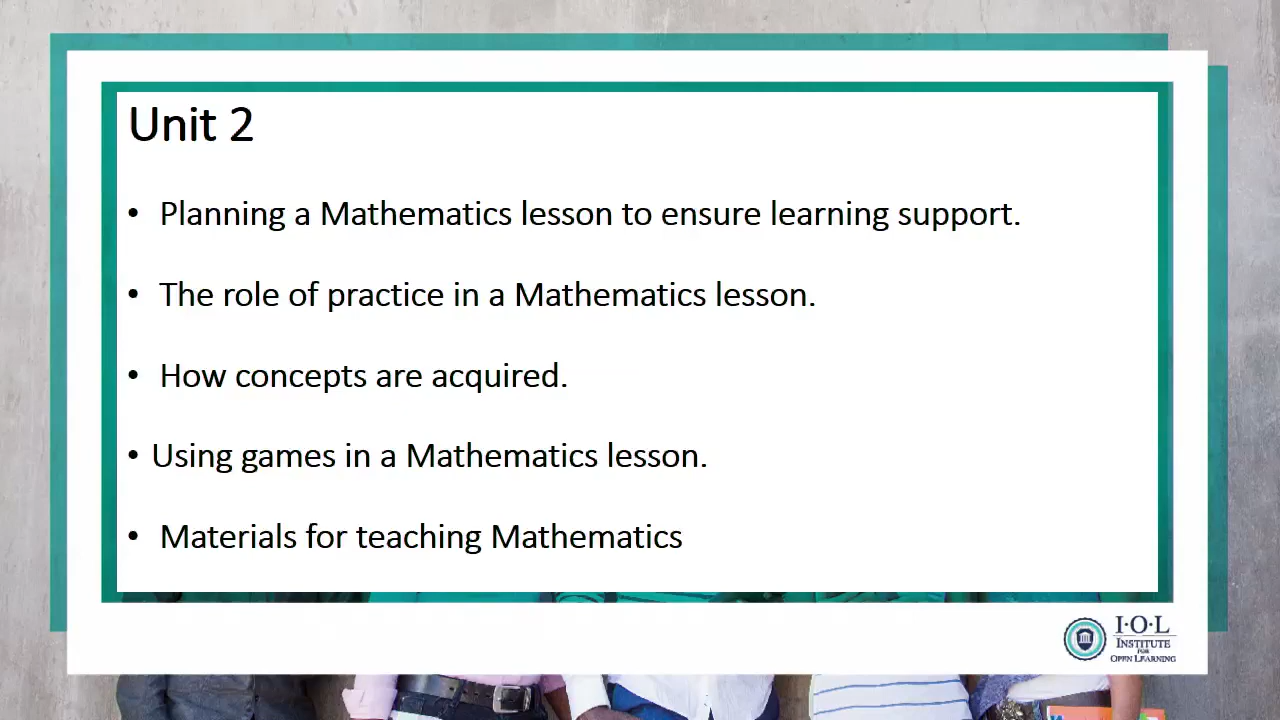 Unit 2
• Planning a Mathematics lesson to ensure learning support.
• The role of practice in a Mathematics lesson.
• How concepts are acquired.
• Using games in a Mathematics lesson.
• Materials for teaching Mathematics
I·O·L
INSTITUTE
FOR
OPEN LEARNING